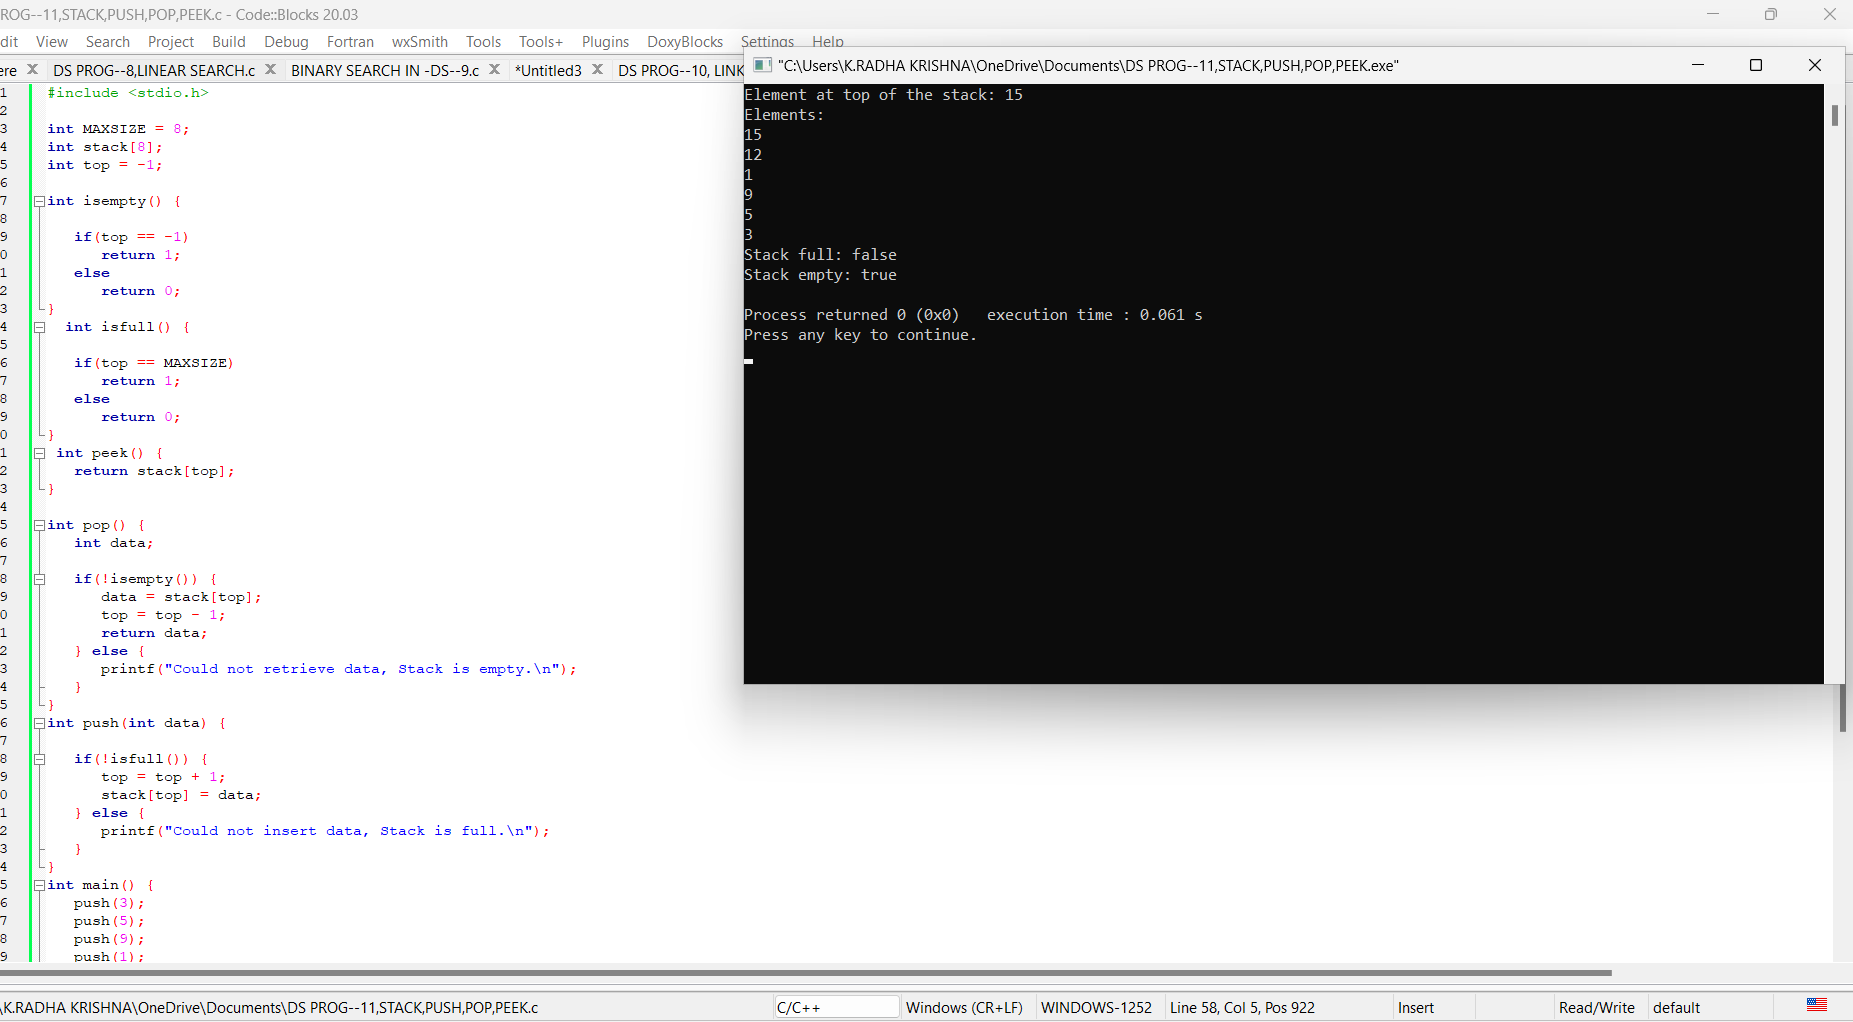 ROG--11,STACK,PUSH,POP,PEEK.c - Code::Blocks 20.03
dit View Search Project Build Debug Fortran wxSmith Tools Tools+ Plugins DoxyBlocks Settings Help
ere DS PROG--8,LINEAR SEARCH.c BINARY SEARCH IN -DS--9.c *Untitled3 DS PROG--10, LINK
1 #include <stdio.h>
2
3 int MAXSIZE = 8;
4 int stack[8];
5 int top = -1;
6
7 int isempty() {
8
9 if(top == -1)
0 return 1;
1 else
2 return 0;
3 }
4 int isfull() {
5
6 if(top == MAXSIZE)
7 return 1;
8 else
9 return 0;
0 }
1 int peek() {
2 return stack[top];
3 }
4
5 int pop() {
6 int data;
7
8 if(!isempty()) {
9 data = stack[top];
0 top = top - 1;
1 return data;
2 } else {
3 printf("Could not retrieve data, Stack is empty.\n");
4 }
5 }
6 int push(int data) {
7
8 if(!isfull()) {
9 top = top + 1;
0 stack[top] = data;
1 } else {
2 printf("Could not insert data, Stack is full.\n");
3 }
4 }
5 int main() {
6 push(3);
7 push(5);
8 push(9);
9 push(1);
"C:\Users\K.RADHA KRISHNA\OneDrive\Documents\DS PROG--11,STACK,PUSH,POP,PEEK.exe"
Element at top of the stack: 15
Elements:
15
12
1
9
5
3
Stack full: false
Stack empty: true
Process returned 0 (0x0) execution time : 0.061 s
Press any key to continue.
\K.RADHA KRISHNA\OneDrive\Documents\DS PROG--11,STACK,PUSH,POP,PEEK.c C/C++ Windows (CR+LF) WINDOWS-1252 Line 58, Col 5, Pos 922 Insert Read/Write default